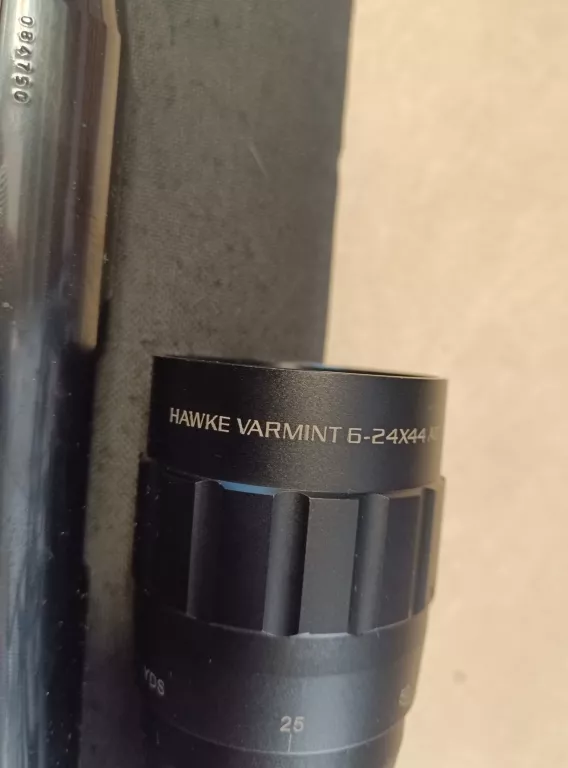 084750
HAWKE VARMINT 6-24X44
YDS
25